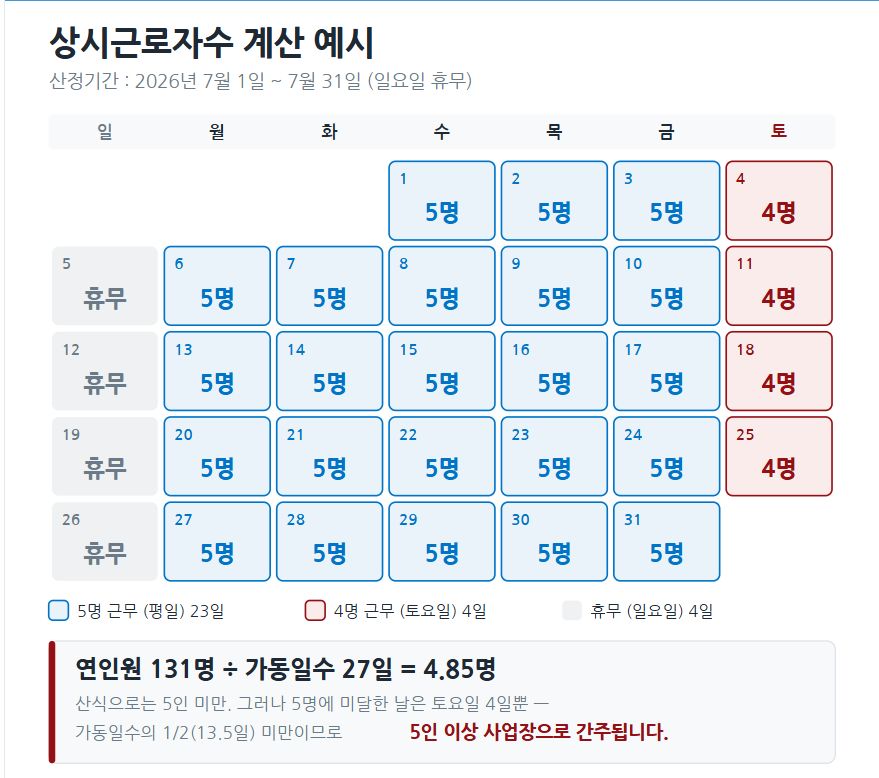 상시근로자수 계산 예시
산정기간 : 2026년 7월 1일 ~ 7월 31일 (일요일 휴무)
일 월 화 수 목 금 토
1 2 3 4
5명 5명 5명 4명
5 6 7 8 9 10 11
휴무 5명 5명 5명 5명 5명 4명
12 13 14 15 16 17 18
휴무 5명 5명 5명 5명 5명 4명
19 20 21 22 23 24 25
휴무 5명 5명 5명 5명 5명 4명
26 27 28 29 30 31
휴무 5명 5명 5명 5명 5명
5명 근무 (평일) 23일 4명 근무 (토요일) 4일 휴무 (일요일) 4일
연인원 131명 ÷ 가동일수 27일 = 4.85명
산식으로는 5인 미만. 그러나 5명에 미달한 날은 토요일 4일뿐 —
가동일수의 1/2(13.5일) 미만이므로 5인 이상 사업장으로 간주됩니다.